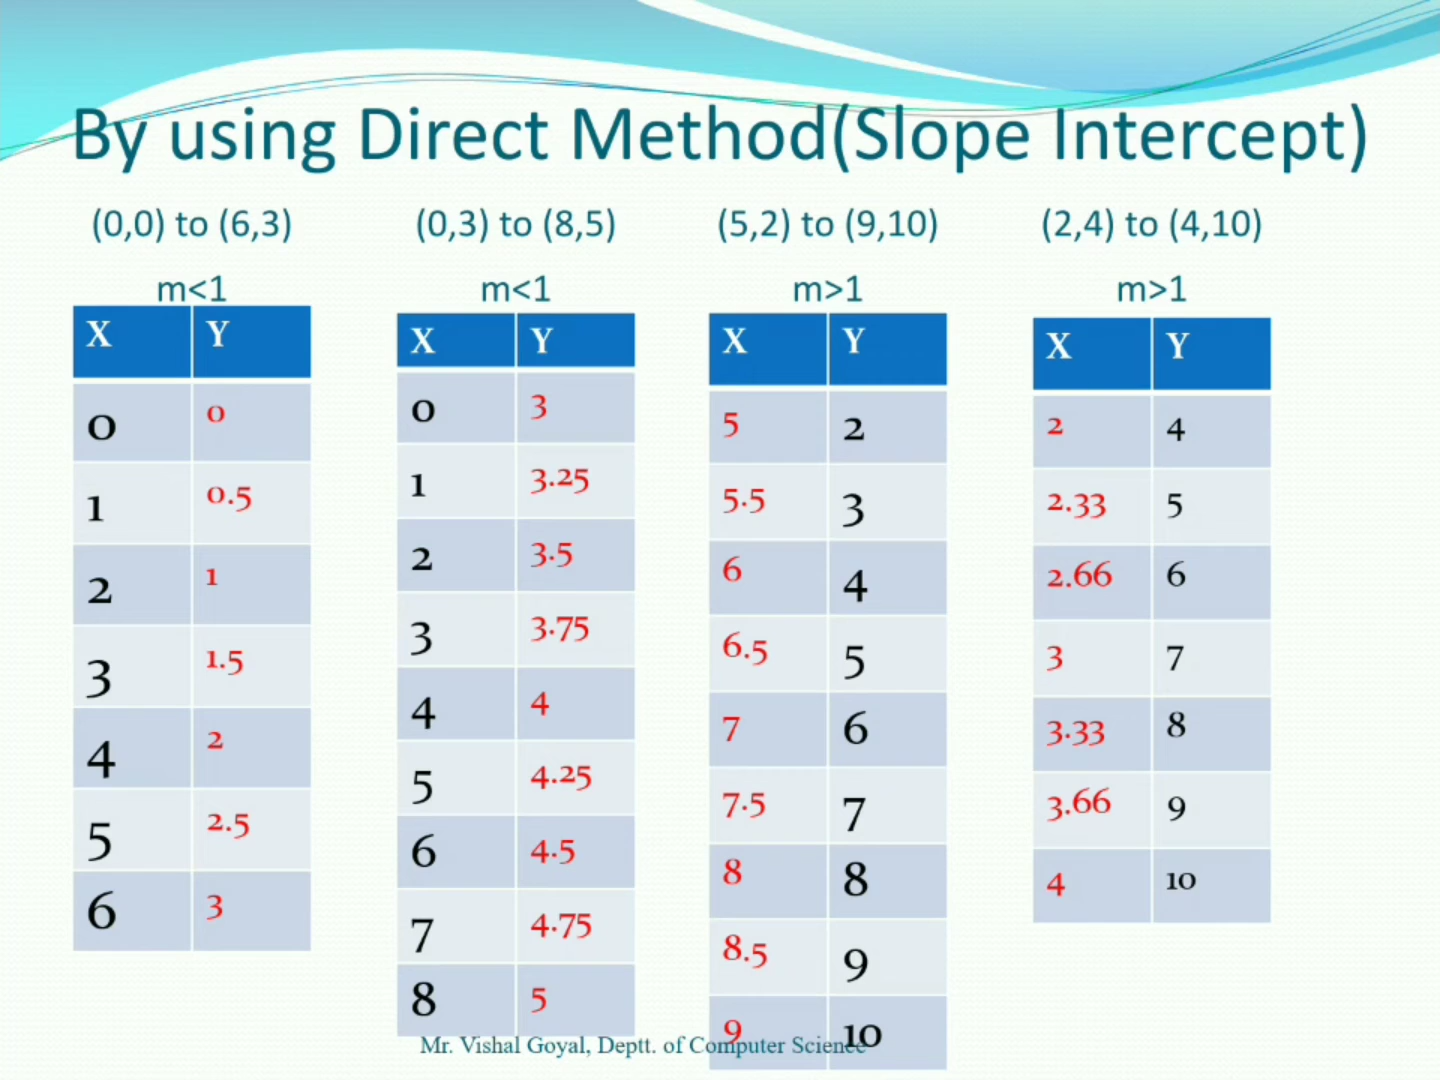 By using Direct Method(Slope Intercept)
(0,0) to (6,3)
m<1
X Y
0 0
1 0.5
2 1
3 1.5
4 2
5 2.5
6 3
(0,3) to (8,5)
m<1
X Y
0 3
1 3.25
2 3.5
3 3.75
4 4
5 4.25
6 4.5
7 4.75
8 5
(5,2) to (9,10)
m>1
X Y
5 2
5.5 3
6 4
6.5 5
7 6
7.5 7
8 8
8.5 9
9 10
(2,4) to (4,10)
m>1
X Y
2 4
2.33 5
2.66 6
3 7
3.33 8
3.66 9
4 10
Mr. Vishal Goyal, Deptt. of Computer Science